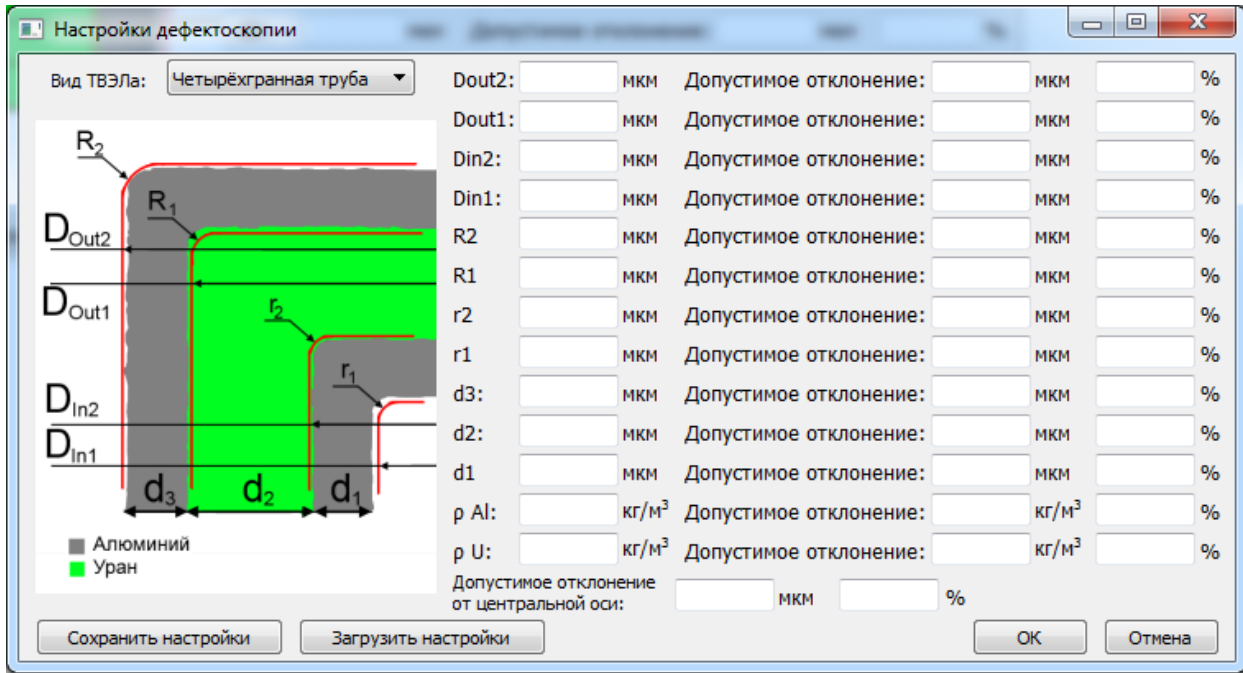 Настройки дефектоскопии
Вид ТВЭЛа: Четырёхгранная труба
R2
R1
DOut2
DOut1
r2
r1
DIn2
DIn1
d3 d2 d1
Алюминий
Уран
Dout2: мкм Допустимое отклонение: мкм %
Dout1: мкм Допустимое отклонение: мкм %
Din2: мкм Допустимое отклонение: мкм %
Din1: мкм Допустимое отклонение: мкм %
R2 мкм Допустимое отклонение: мкм %
R1 мкм Допустимое отклонение: мкм %
r2 мкм Допустимое отклонение: мкм %
r1 мкм Допустимое отклонение: мкм %
d3: мкм Допустимое отклонение: мкм %
d2: мкм Допустимое отклонение: мкм %
d1 мкм Допустимое отклонение: мкм %
ρ Al: кг/м³ Допустимое отклонение: кг/м³ %
ρ U: кг/м³ Допустимое отклонение: кг/м³ %
Допустимое отклонение
от центральной оси: мкм %
Сохранить настройки Загрузить настройки OK Отмена